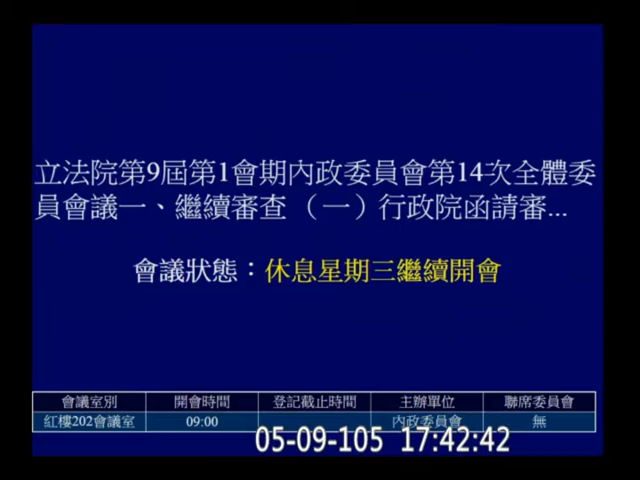 立法院第9屆第1會期內政委員會第14次全體委
員會議一、繼續審查（一）行政院函請審...
會議狀態：休息星期三繼續開會
會議室別 開會時間 登記截止時間 主辦單位 聯席委員會
紅樓202會議室 09:00 內政委員會 無
05-09-105 17:42:42